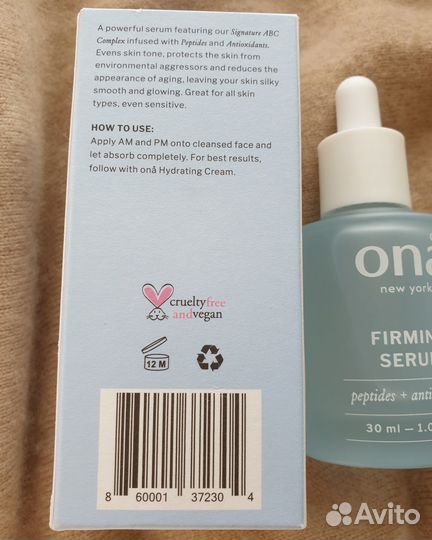 A powerful serum featuring our Signature ABC
Complex infused with Peptides and Antioxidants.
Evens skin tone, protects the skin from
environmental aggressors and reduces the
appearance of aging, leaving your skin silky
smooth and glowing. Great for all skin
types, even sensitive.
HOW TO USE:
Apply AM and PM onto cleansed face and
let absorb completely. For best results,
follow with onå Hydrating Cream.
crueltyfree
andvegan
12 M
8 60001 37230 4
onå
new york
FIRMIN
SERU
peptides + anti
30 ml — 1.0
Avito